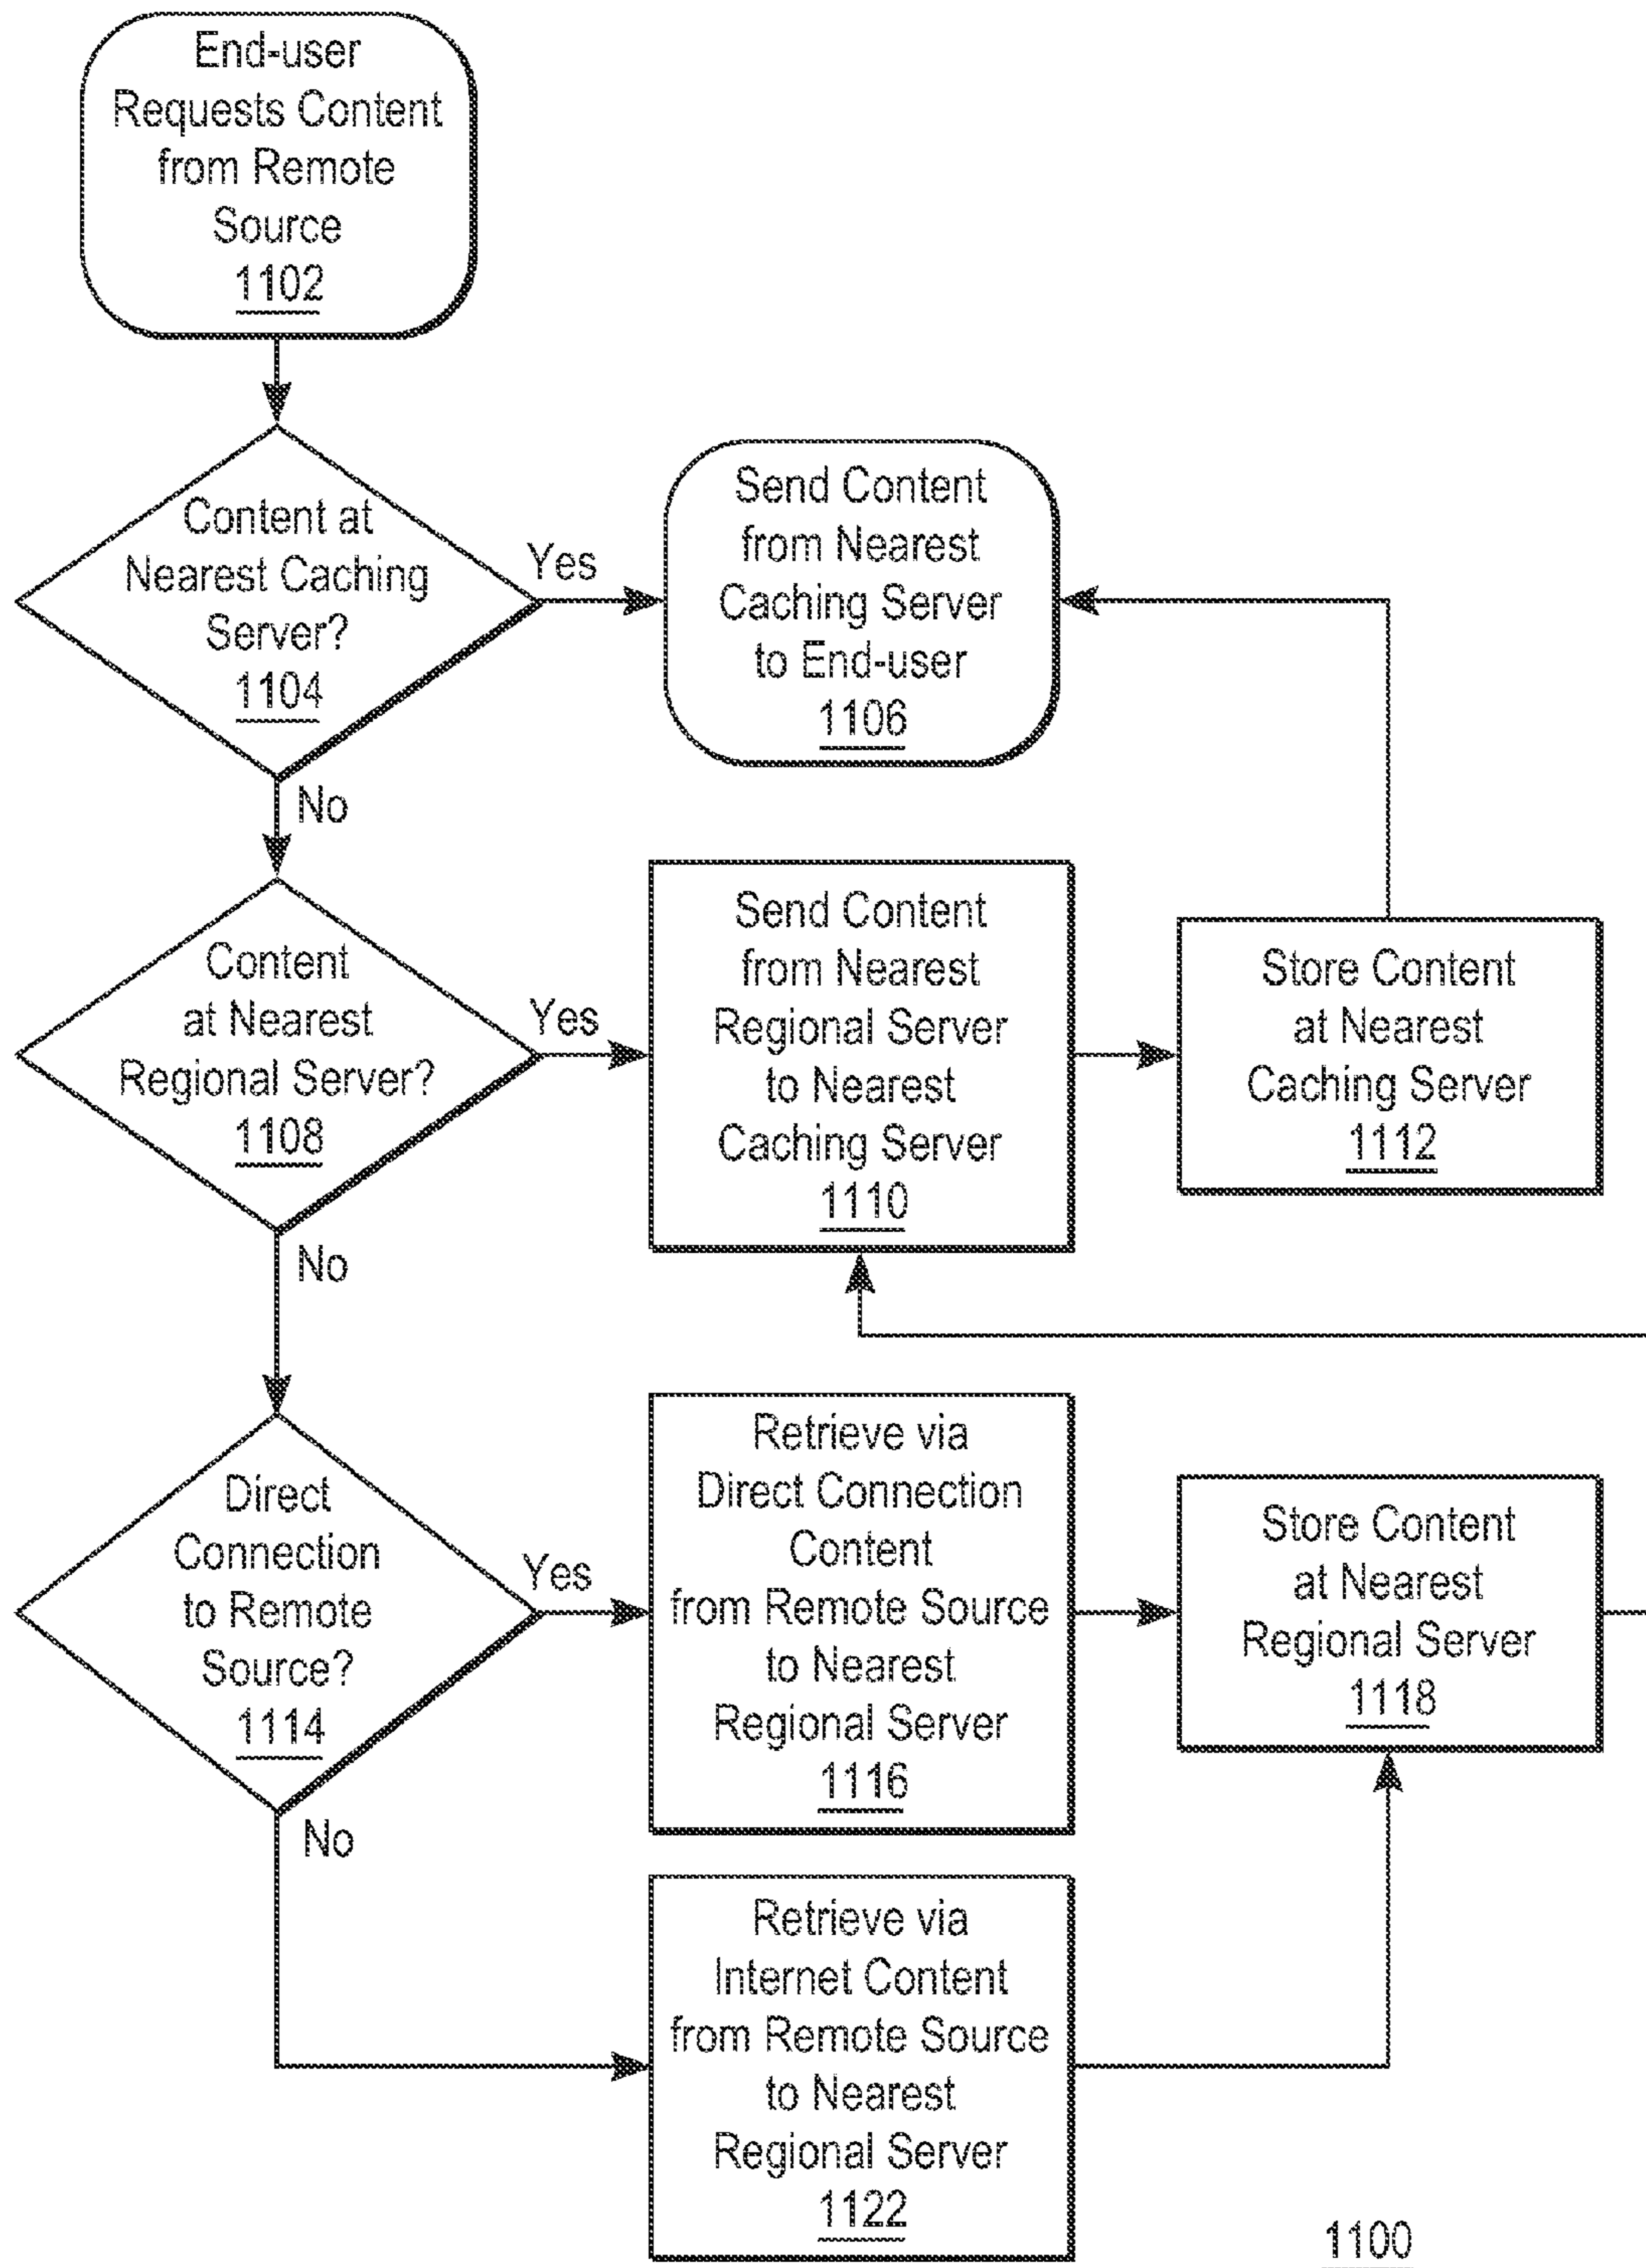 End-user
Requests Content
from Remote
Source
1102
Content at
Nearest Caching
Server?
1104
Yes
Send Content
from Nearest
Caching Server
to End-user
1106
No
Content
at Nearest
Regional Server?
1108
Yes
Send Content
from Nearest
Regional Server
to Nearest
Caching Server
1110
Store Content
at Nearest
Caching Server
1112
No
Direct
Connection
to Remote
Source?
1114
Yes
Retrieve via
Direct Connection
Content
from Remote Source
to Nearest
Regional Server
1116
Store Content
at Nearest
Regional Server
1118
No
Retrieve via
Internet Content
from Remote Source
to Nearest
Regional Server
1122
1100